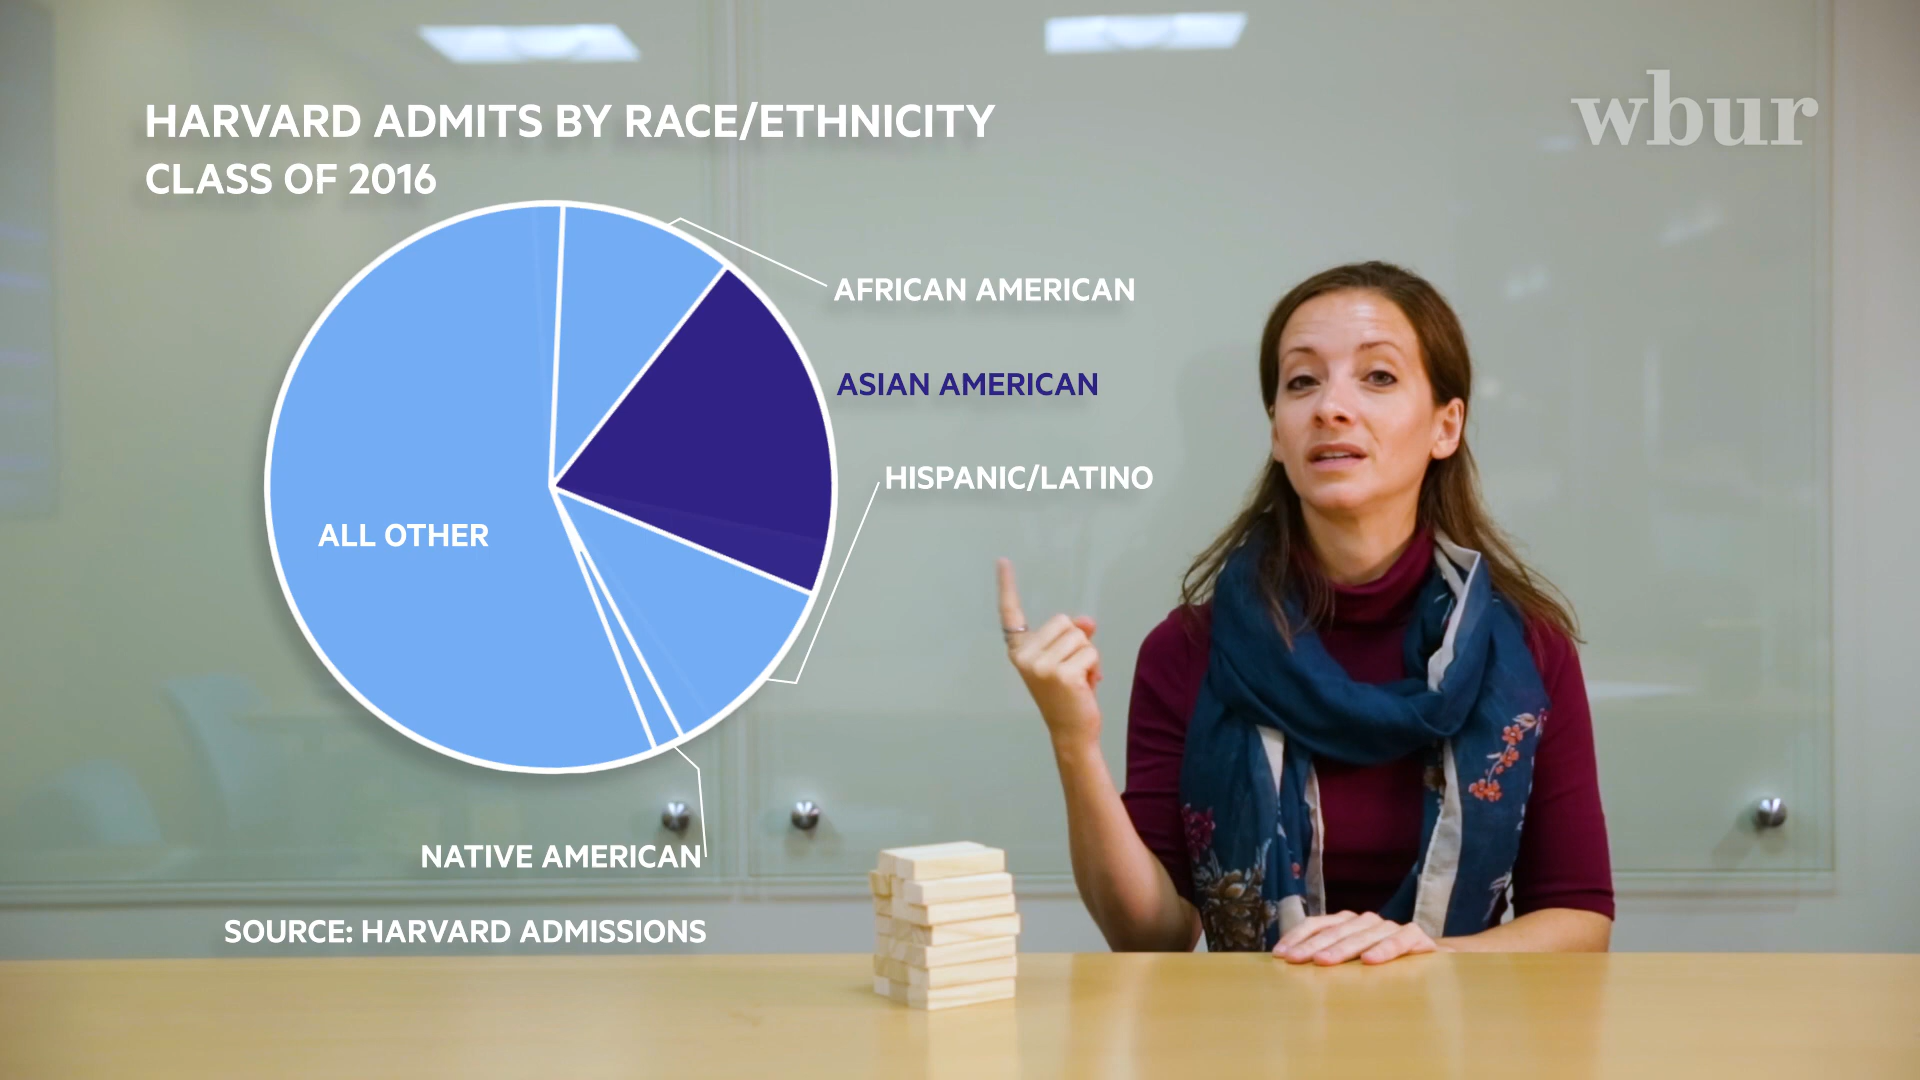 HARVARD ADMITS BY RACE/ETHNICITY
CLASS OF 2016
wbur
AFRICAN AMERICAN
ASIAN AMERICAN
HISPANIC/LATINO
ALL OTHER
NATIVE AMERICAN
SOURCE: HARVARD ADMISSIONS